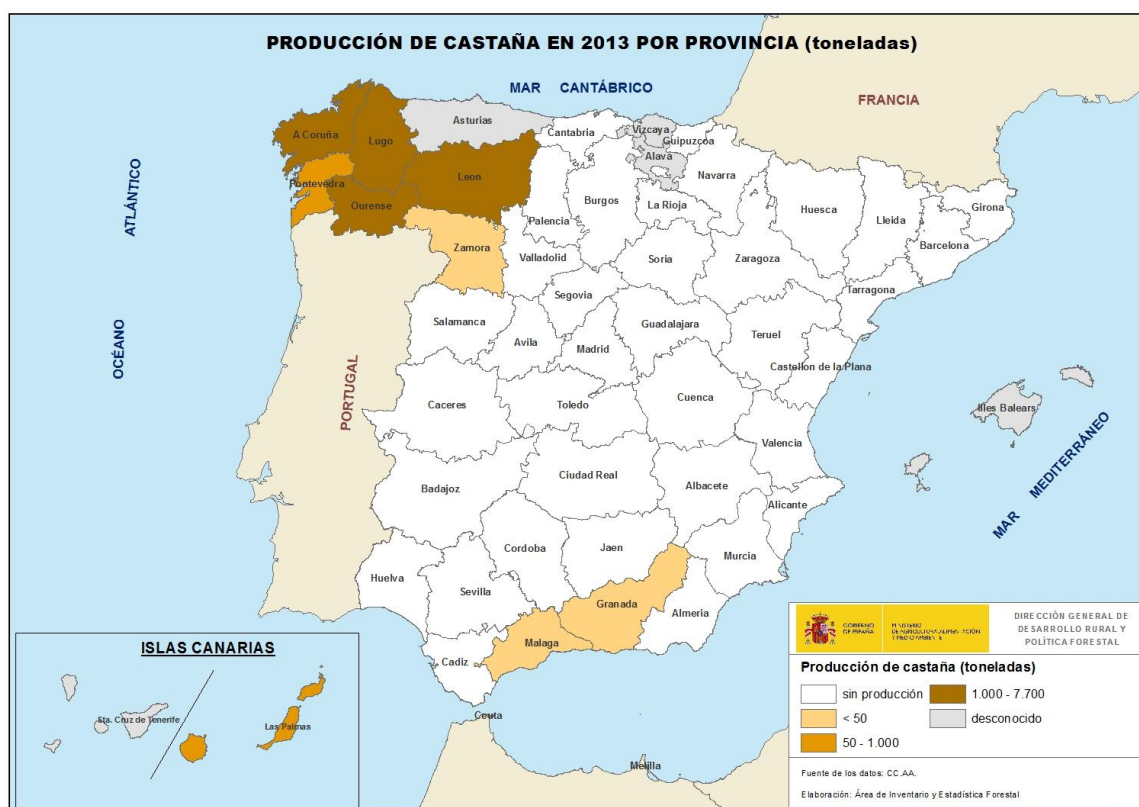 PRODUCCIÓN DE CASTAÑA EN 2013 POR PROVINCIA (toneladas)
MAR CANTÁBRICO
FRANCIA
OCÉANO ATLÁNTICO
PORTUGAL
MAR MEDITERRÁNEO
A Coruña
Lugo
Asturias
Cantabria
Vizcaya
Guipuzcoa
Alava
Navarra
Pontevedra
Ourense
Leon
Palencia
Burgos
La Rioja
Huesca
Lleida
Girona
Barcelona
Zamora
Valladolid
Soria
Zaragoza
Tarragona
Segovia
Salamanca
Avila
Madrid
Guadalajara
Teruel
Castellon de la Plana
Caceres
Toledo
Cuenca
Valencia
Illes Balears
Badajoz
Ciudad Real
Albacete
Alicante
Huelva
Sevilla
Cordoba
Jaen
Murcia
Granada
Almeria
Malaga
Cadiz
Ceuta
Melilla
ISLAS CANARIAS
Sta. Cruz de Tenerife
Las Palmas
GOBIERNO
DE ESPAÑA
MINISTERIO
DE AGRICULTURA, ALIMENTACIÓN
Y MEDIO AMBIENTE
DIRECCIÓN GENERAL DE
DESARROLLO RURAL Y
POLÍTICA FORESTAL
Producción de castaña (toneladas)
sin producción
< 50
50 - 1.000
1.000 - 7.700
desconocido
Fuente de los datos: CC.AA.
Elaboración: Área de Inventario y Estadística Forestal